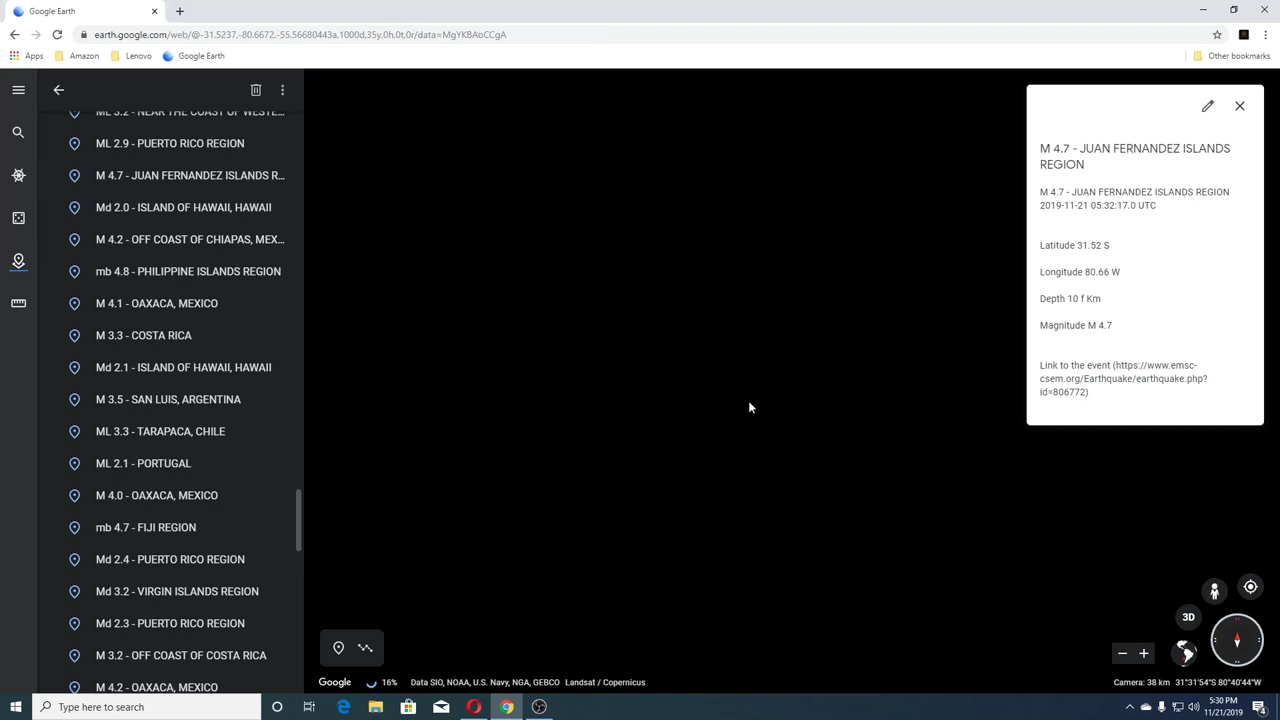 Google Earth
earth.google.com/web/@-31.5237,-80.6672,-55.56680443a,1000d,35y,0h,0t,0r/data=MgYKBAoCCgA
Apps
Amazon
Lenovo
Google Earth
Other bookmarks
ML 3.2 - NEAR THE COAST OF WESTE...
ML 2.9 - PUERTO RICO REGION
M 4.7 - JUAN FERNANDEZ ISLANDS R...
Md 2.0 - ISLAND OF HAWAII, HAWAII
M 4.2 - OFF COAST OF CHIAPAS, MEX...
mb 4.8 - PHILIPPINE ISLANDS REGION
M 4.1 - OAXACA, MEXICO
M 3.3 - COSTA RICA
Md 2.1 - ISLAND OF HAWAII, HAWAII
M 3.5 - SAN LUIS, ARGENTINA
ML 3.3 - TARAPACA, CHILE
ML 2.1 - PORTUGAL
M 4.0 - OAXACA, MEXICO
mb 4.7 - FIJI REGION
Md 2.4 - PUERTO RICO REGION
Md 3.2 - VIRGIN ISLANDS REGION
Md 2.3 - PUERTO RICO REGION
M 3.2 - OFF COAST OF COSTA RICA
M 4.2 - OAXACA, MEXICO
M 4.7 - JUAN FERNANDEZ ISLANDS
REGION
M 4.7 - JUAN FERNANDEZ ISLANDS REGION
2019-11-21 05:32:17.0 UTC
Latitude 31.52 S
Longitude 80.66 W
Depth 10 f Km
Magnitude M 4.7
Link to the event (https://www.emsc-
csem.org/Earthquake/earthquake.php?
id=806772)
3D
Google
16%
Data SIO, NOAA, U.S. Navy, NGA, GEBCO Landsat / Copernicus
Camera: 38 km 31°31'54"S 80°40'44"W
Type here to search
5:30 PM
11/21/2019
4